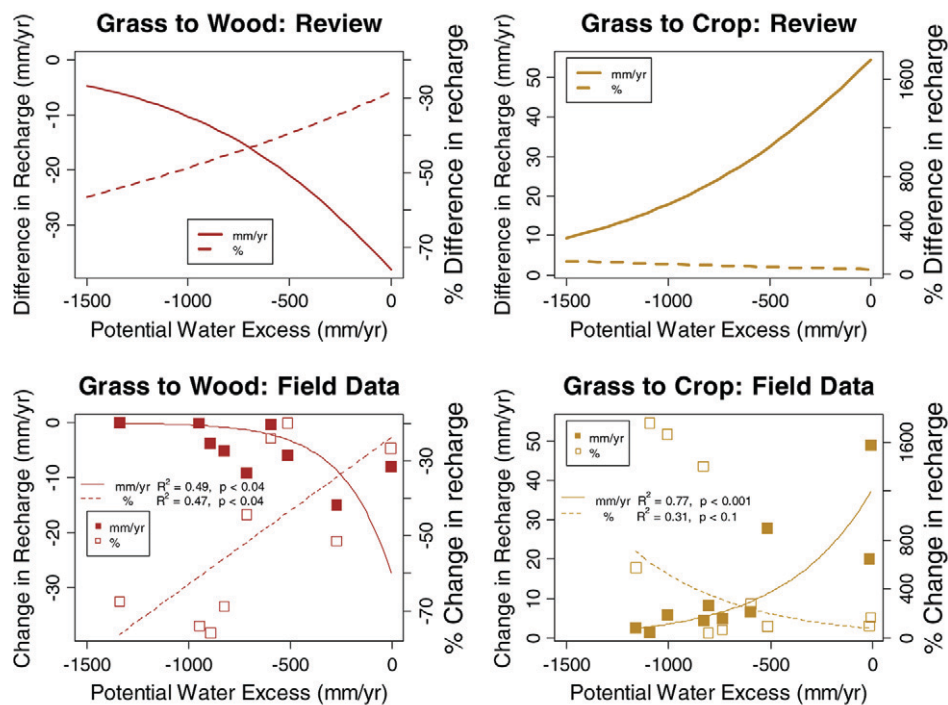 Grass to Wood: Review
Difference in Recharge (mm/yr)
0
-10
-20
-30
mm/yr
%
-30
-50
-70
% Difference in recharge
-1500 -1000 -500 0
Potential Water Excess (mm/yr)
Grass to Crop: Review
Difference in Recharge (mm/yr)
50
40
30
20
10
0
mm/yr
%
1600
800
400
0
% Difference in recharge
-1500 -1000 -500 0
Potential Water Excess (mm/yr)
Grass to Wood: Field Data
Change in Recharge (mm/yr)
0
-10
-20
-30
mm/yr R² = 0.49, p < 0.04
% R² = 0.47, p < 0.04
mm/yr
%
-30
-50
-70
% Change in recharge
-1500 -1000 -500 0
Potential Water Excess (mm/yr)
Grass to Crop: Field Data
Change in Recharge (mm/yr)
50
40
30
20
10
0
mm/yr
%
mm/yr R² = 0.77, p < 0.001
% R² = 0.31, p < 0.1
1600
800
400
0
% Change in recharge
-1500 -1000 -500 0
Potential Water Excess (mm/yr)